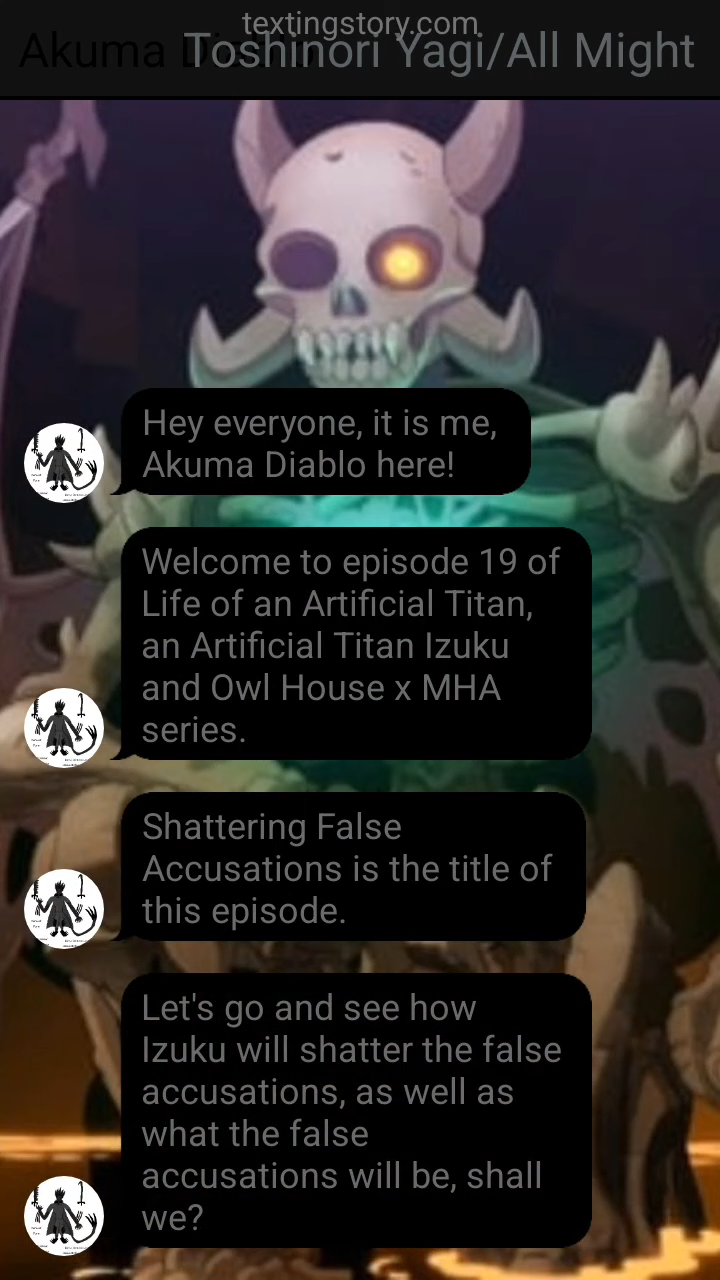 textingstory.com
Akuma Diablo
Toshinori Yagi/All Might
Hey everyone, it is me,
Akuma Diablo here!
Welcome to episode 19 of
Life of an Artificial Titan,
an Artificial Titan Izuku
and Owl House x MHA
series.
Shattering False
Accusations is the title of
this episode.
Let's go and see how
Izuku will shatter the false
accusations, as well as
what the false
accusations will be, shall
we?